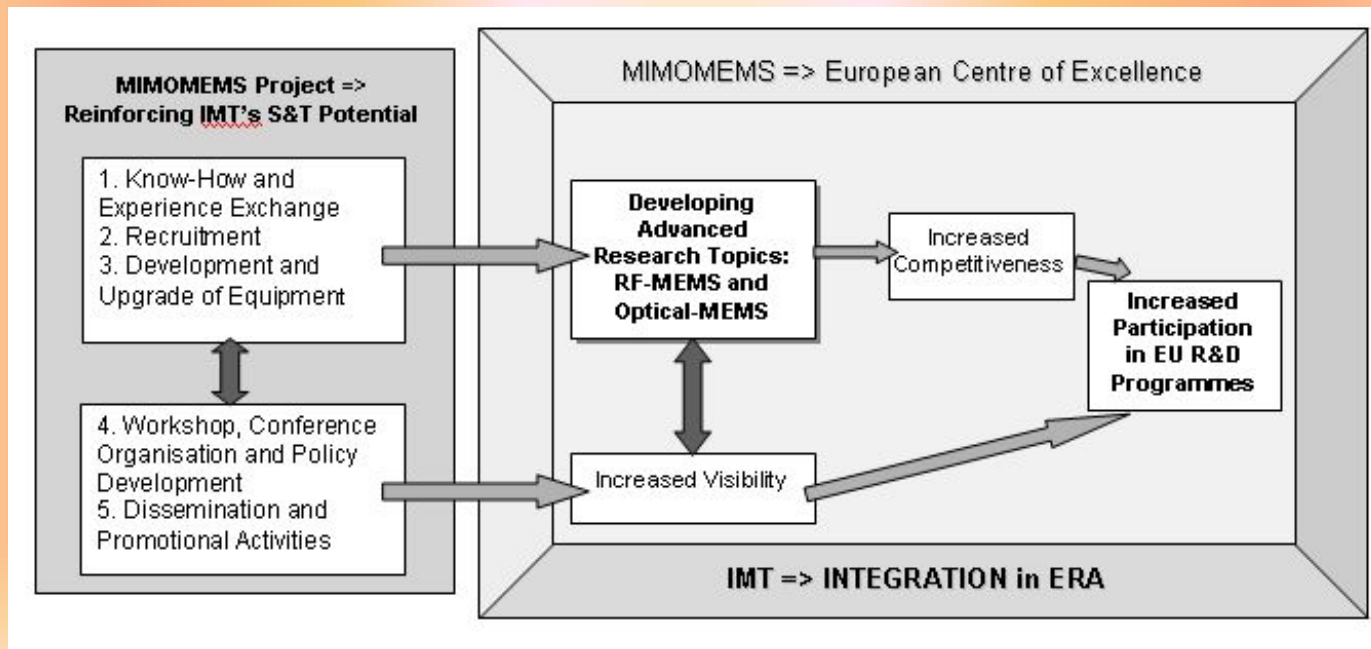 MIMOMEMS Project =>
Reinforcing IMT's S&T Potential
1. Know-How and
Experience Exchange
2. Recruitment
3. Development and
Upgrade of Equipment
4. Workshop, Conference
Organisation and Policy
Development
5. Dissemination and
Promotional Activities
MIMOMEMS => European Centre of Excellence
Developing
Advanced
Research Topics:
RF-MEMS and
Optical-MEMS
Increased
Competitiveness
Increased
Participation
in EU R&D
Programmes
Increased Visibility
IMT => INTEGRATION in ERA